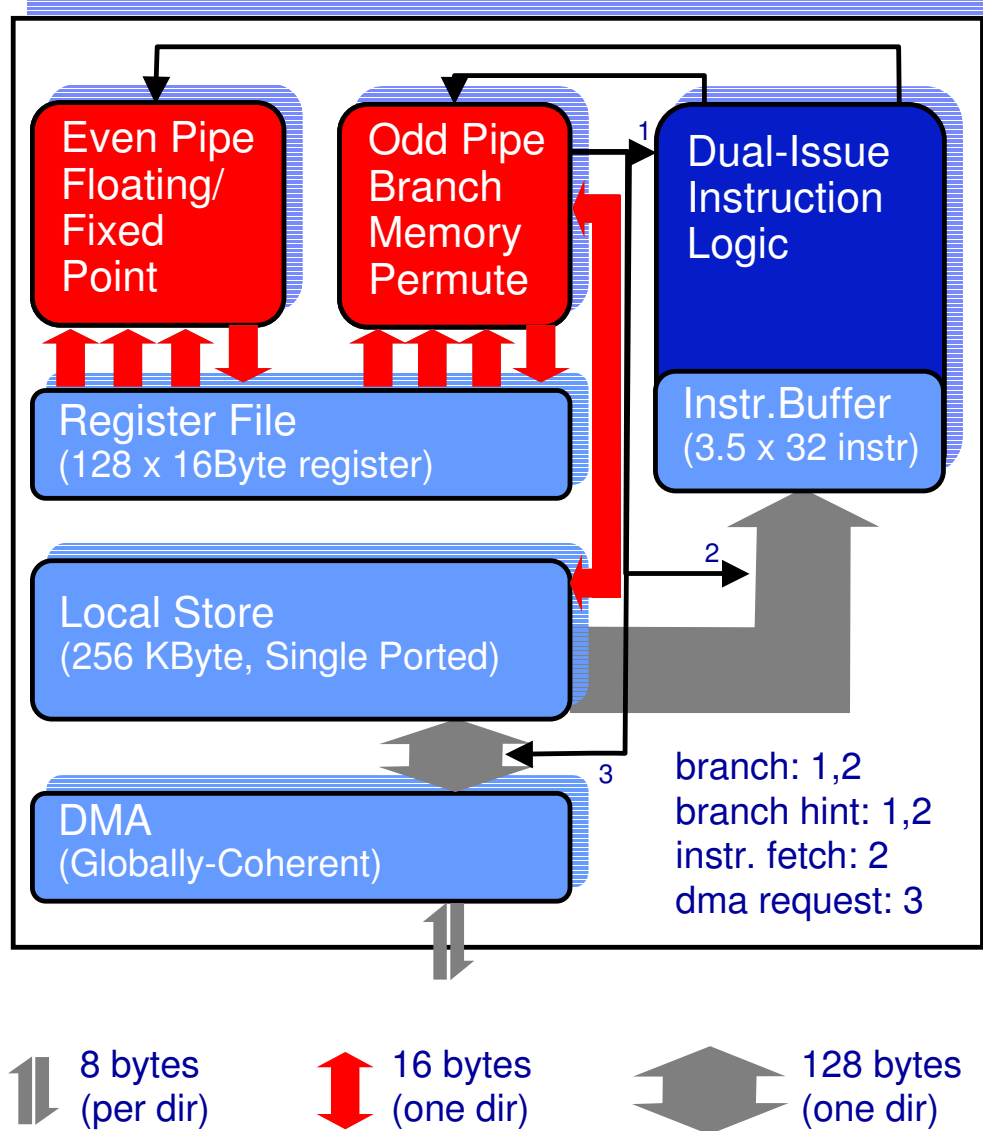 Even Pipe
Floating/
Fixed
Point
Odd Pipe
Branch
Memory
Permute
1
Dual-Issue
Instruction
Logic
Register File
(128 x 16Byte register)
Instr.Buffer
(3.5 x 32 instr)
2
Local Store
(256 KByte, Single Ported)
3
DMA
(Globally-Coherent)
branch: 1,2
branch hint: 1,2
instr. fetch: 2
dma request: 3
8 bytes
(per dir)
16 bytes
(one dir)
128 bytes
(one dir)